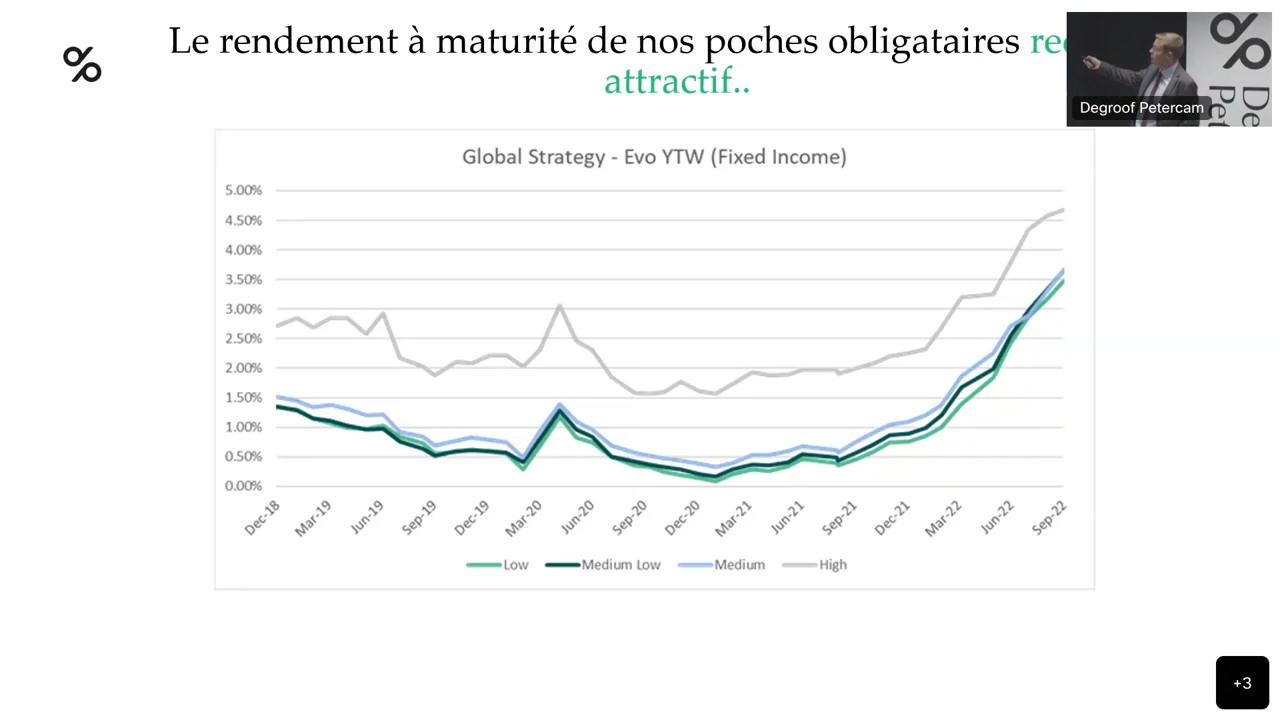 Le rendement à maturité de nos poches obligataires
attractif..
Degroof Petercam
Global Strategy - Evo YTW (Fixed Income)
5.00%
4.50%
4.00%
3.50%
3.00%
2.50%
2.00%
1.50%
1.00%
0.50%
0.00%
Dec-18 Mar-19 Jun-19 Sep-19 Dec-19 Mar-20 Jun-20 Sep-20 Dec-20 Mar-21 Jun-21 Sep-21 Dec-21 Mar-22 Jun-22 Sep-22
Low Medium Low Medium High
+3